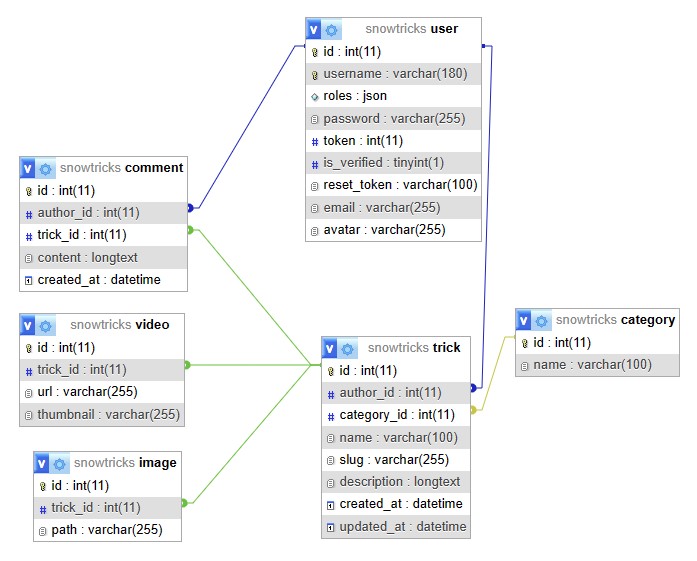 snowtricks user
id : int(11)
username : varchar(180)
roles : json
password : varchar(255)
token : int(11)
is_verified : tinyint(1)
reset_token : varchar(100)
email : varchar(255)
avatar : varchar(255)
snowtricks comment
id : int(11)
author_id : int(11)
trick_id : int(11)
content : longtext
created_at : datetime
snowtricks video
id : int(11)
trick_id : int(11)
url : varchar(255)
thumbnail : varchar(255)
snowtricks image
id : int(11)
trick_id : int(11)
path : varchar(255)
snowtricks trick
id : int(11)
author_id : int(11)
category_id : int(11)
name : varchar(100)
slug : varchar(255)
description : longtext
created_at : datetime
updated_at : datetime
snowtricks category
id : int(11)
name : varchar(100)